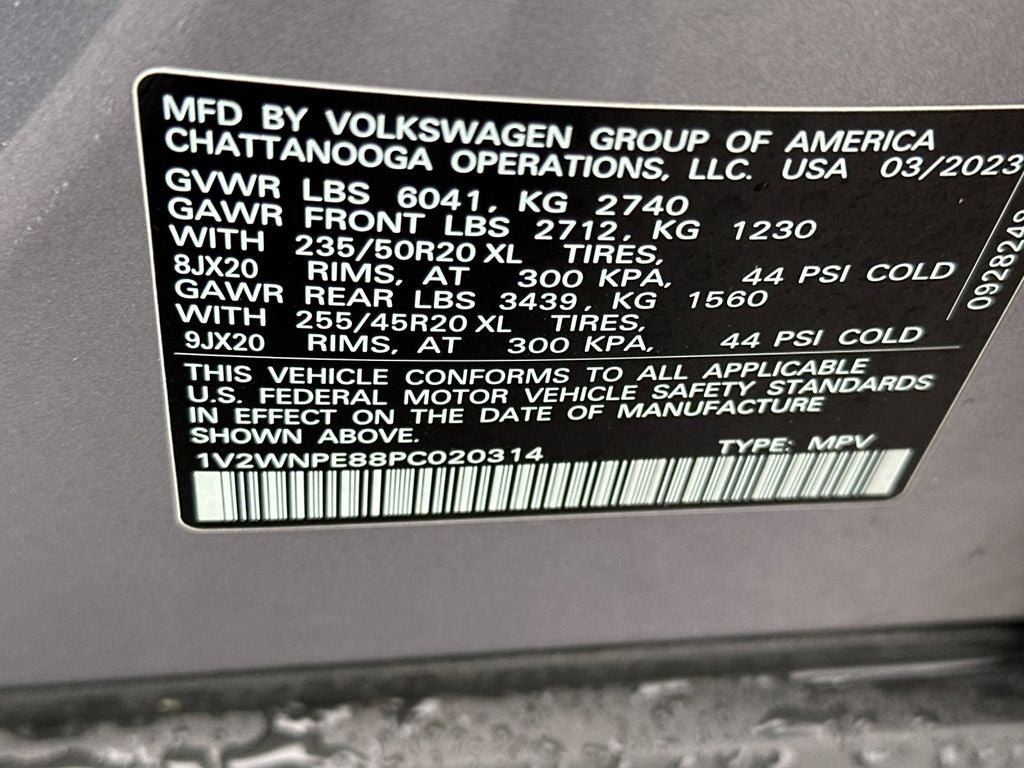 MFD BY VOLKSWAGEN GROUP OF AMERICA
CHATTANOOGA OPERATIONS, LLC. USA 03/2023
GVWR LBS 6041, KG 2740
GAWR FRONT LBS 2712, KG 1230
WITH 235/50R20 XL TIRES,
8JX20 RIMS, AT 300 KPA, 44 PSI COLD
GAWR REAR LBS 3439, KG 1560
WITH 255/45R20 XL TIRES,
9JX20 RIMS, AT 300 KPA, 44 PSI COLD
THIS VEHICLE CONFORMS TO ALL APPLICABLE
U.S. FEDERAL MOTOR VEHICLE SAFETY STANDARDS
IN EFFECT ON THE DATE OF MANUFACTURE
SHOWN ABOVE.
1V2WNPE88PC020314 TYPE: MPV